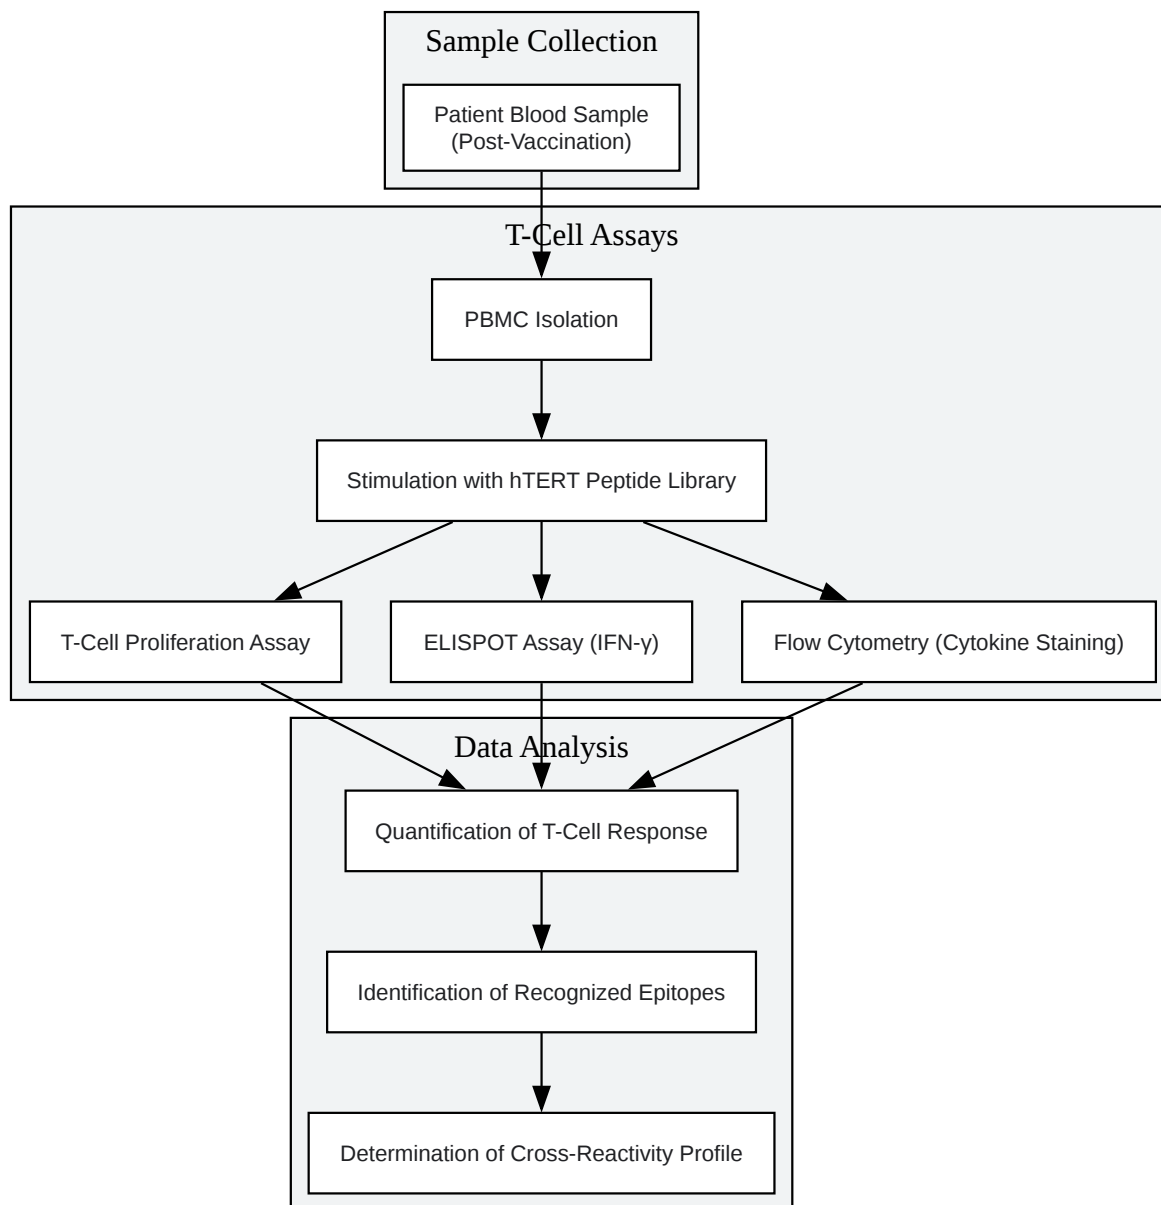 Sample Collection
Patient Blood Sample
(Post-Vaccination)
T-Cell Assays
PBMC Isolation
Stimulation with hTERT Peptide Library
T-Cell Proliferation Assay
ELISPOT Assay (IFN-γ)
Flow Cytometry (Cytokine Staining)
Data Analysis
Quantification of T-Cell Response
Identification of Recognized Epitopes
Determination of Cross-Reactivity Profile